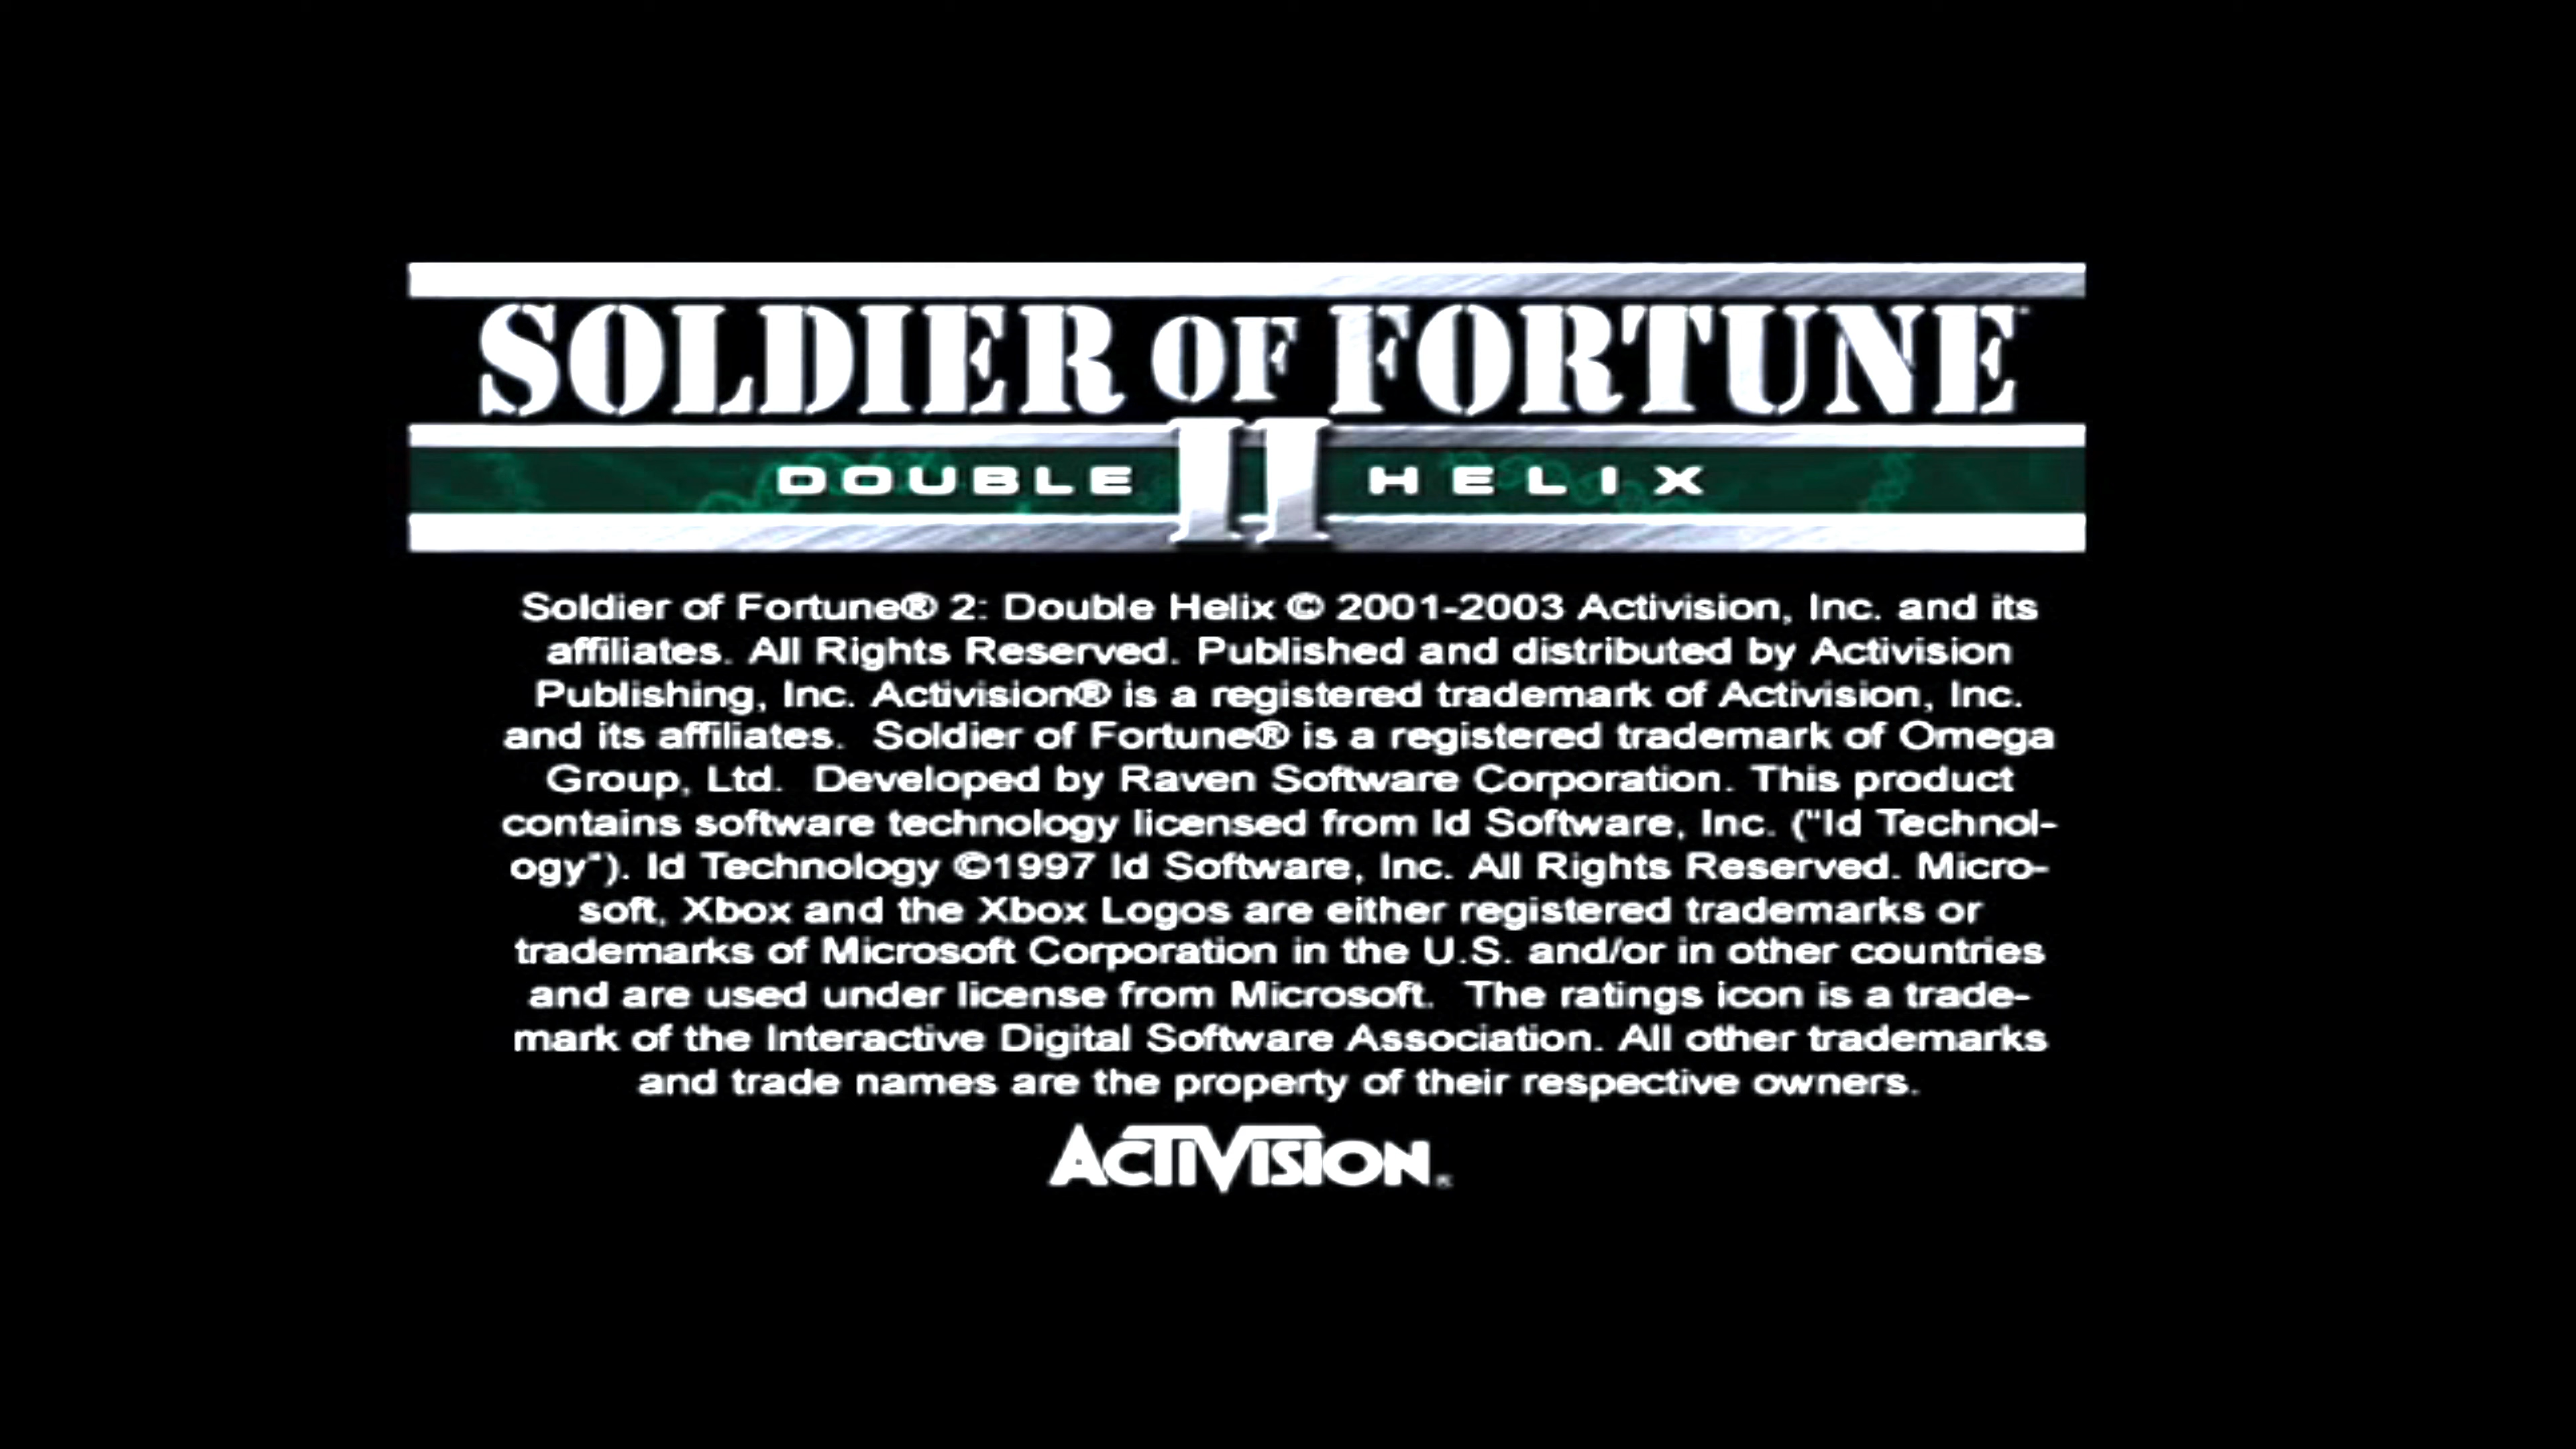 SOLDIER OF FORTUNE
DOUBLE II HELIX
Soldier of Fortune® 2: Double Helix © 2001-2003 Activision, Inc. and its
affiliates. All Rights Reserved. Published and distributed by Activision
Publishing, Inc. Activision® is a registered trademark of Activision, Inc.
and its affiliates.  Soldier of Fortune® is a registered trademark of Omega
Group, Ltd.  Developed by Raven Software Corporation. This product
contains software technology licensed from Id Software, Inc. ("Id Technol-
ogy"). Id Technology ©1997 Id Software, Inc. All Rights Reserved. Micro-
soft, Xbox and the Xbox Logos are either registered trademarks or
trademarks of Microsoft Corporation in the U.S. and/or in other countries
and are used under license from Microsoft.  The ratings icon is a trade-
mark of the Interactive Digital Software Association. All other trademarks
and trade names are the property of their respective owners.
ACTIVISION®